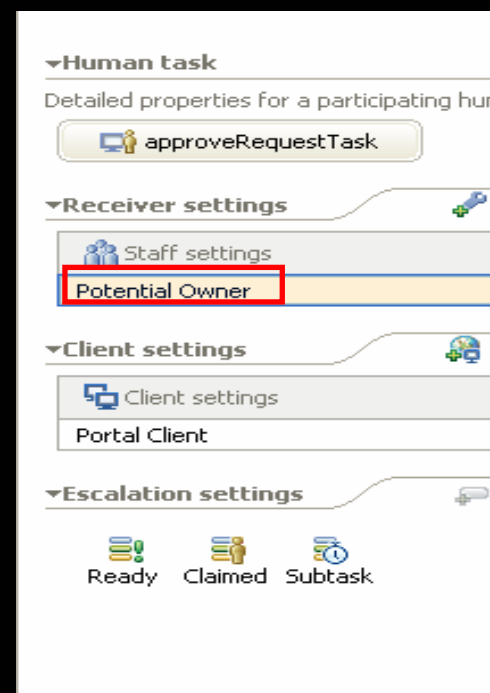 Human task
Detailed properties for a participating hur
approveRequestTask
Receiver settings
Staff settings
Potential Owner
Client settings
Client settings
Portal Client
Escalation settings
Ready Claimed Subtask